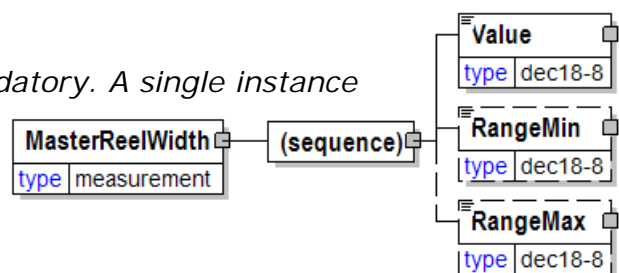 Value
type dec18-8
datory. A single instance
MasterReelWidth
type measurement
(sequence)
RangeMin
type dec18-8
RangeMax
type dec18-8